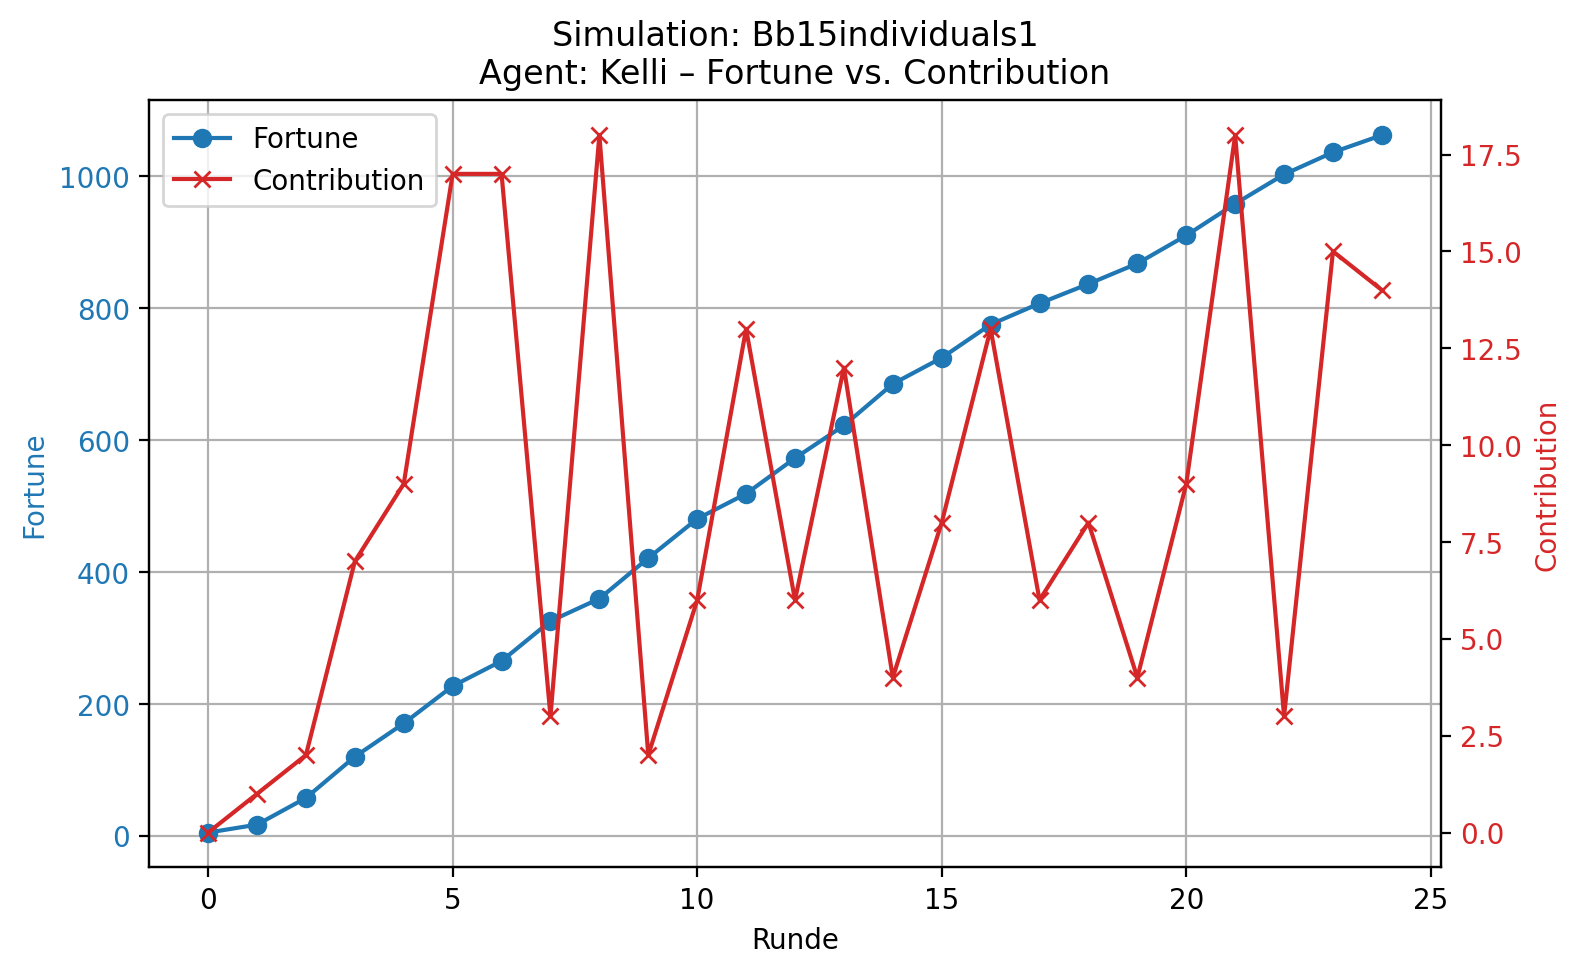 Simulation: Bb15individuals1
Agent: Kelli – Fortune vs. Contribution
Fortune
Contribution
1000
800
600
400
200
0
Fortune
17.5
15.0
12.5
10.0
7.5
5.0
2.5
0.0
Contribution
0 5 10 15 20 25
Runde